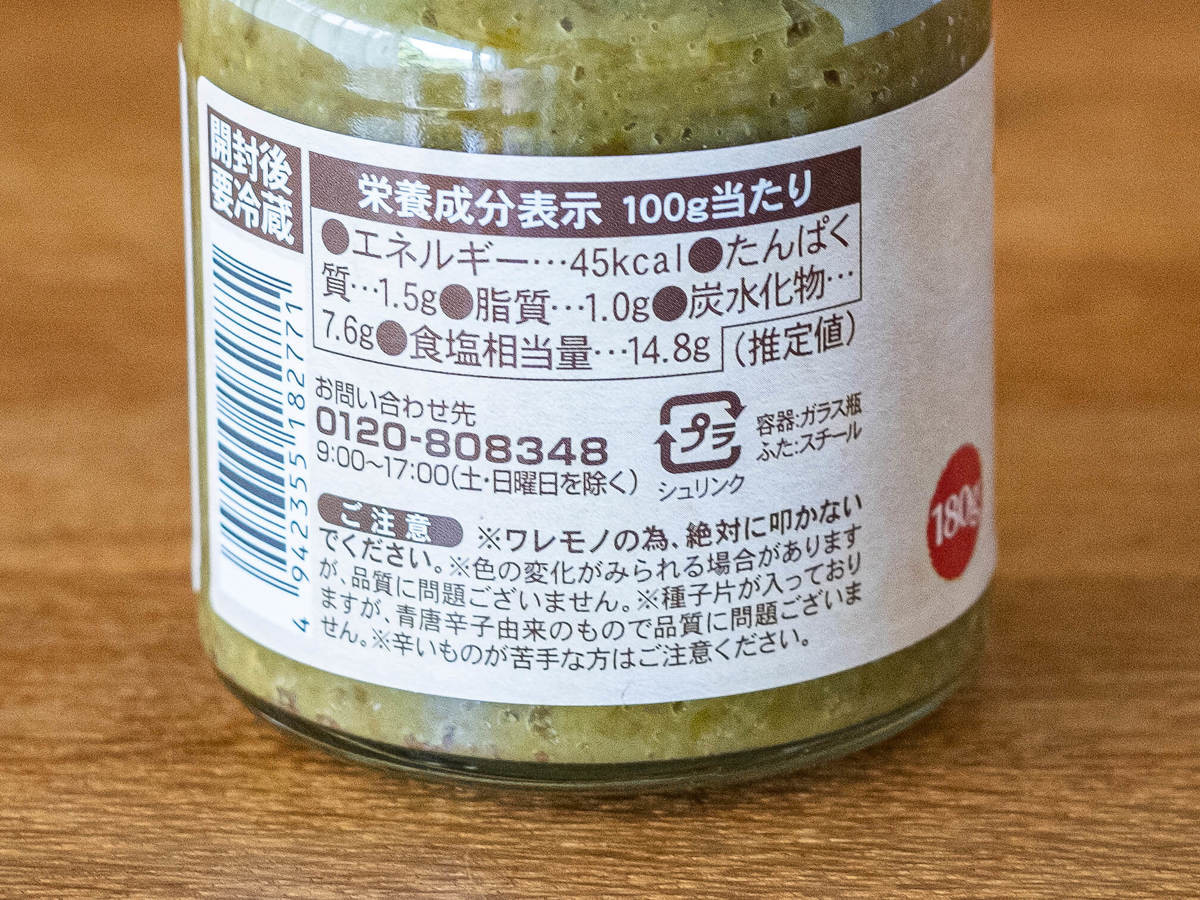 開封後
要冷蔵
栄養成分表示 100g当たり
●エネルギー…45kcal●たんぱく
質…1.5g●脂質…1.0g●炭水化物…
7.6g●食塩相当量…14.8g
(推定値)
お問い合わせ先
0120-808348
9:00〜17:00(土・日曜日を除く)
プラ
シュリンク
容器:ガラス瓶
ふた:スチール
ご注意 ※ワレモノの為、絶対に叩かない
でください。※色の変化がみられる場合があります
が、品質に問題ございません。※種子片が入っており
ますが、青唐辛子由来のもので品質に問題ございま
せん。※辛いものが苦手な方はご注意ください。
4 942355 182771
180g